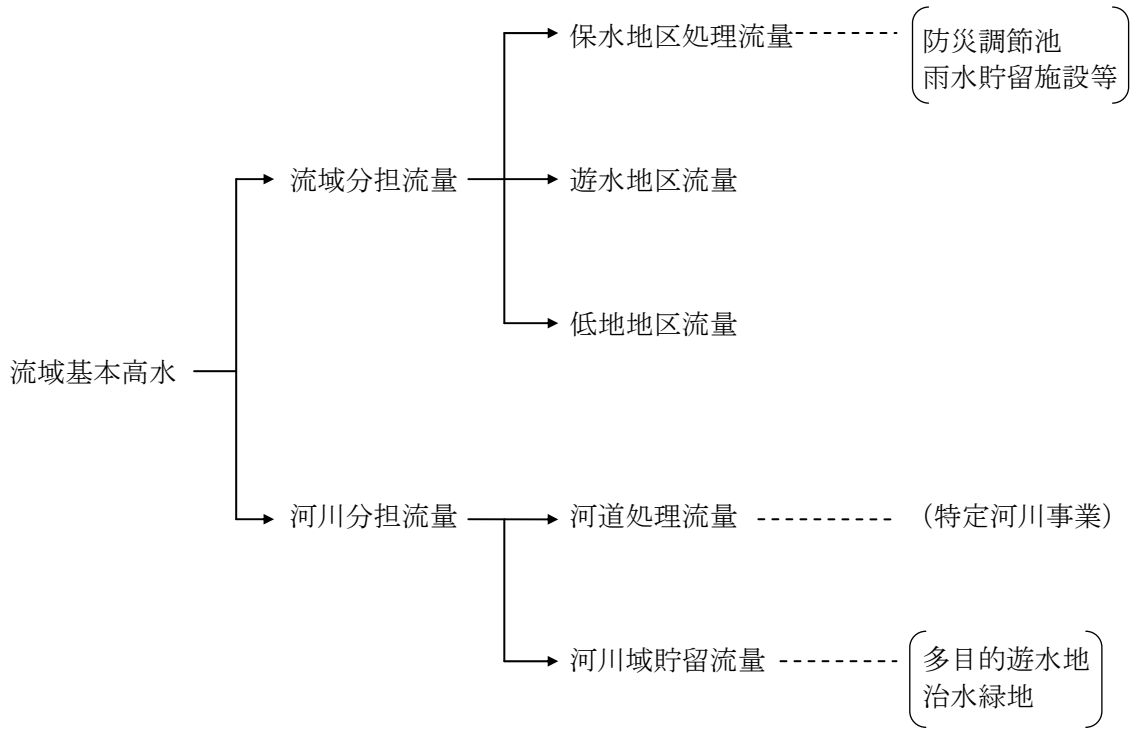 保水地区処理流量
防災調節池
雨水貯留施設等
流域分担流量
遊水地区流量
低地地区流量
流域基本高水
河川分担流量
河道処理流量
(特定河川事業)
河川域貯留流量
多目的遊水地
治水緑地